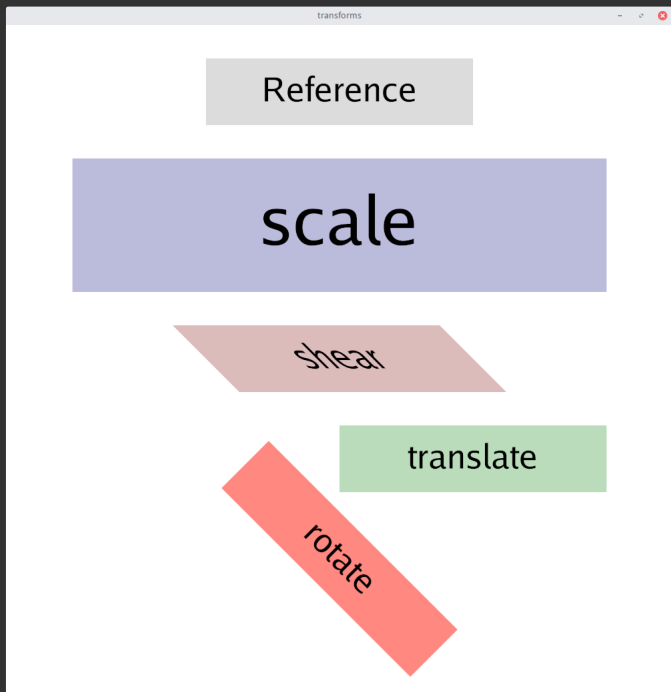 transforms
Reference
scale
shear
translate
rotate